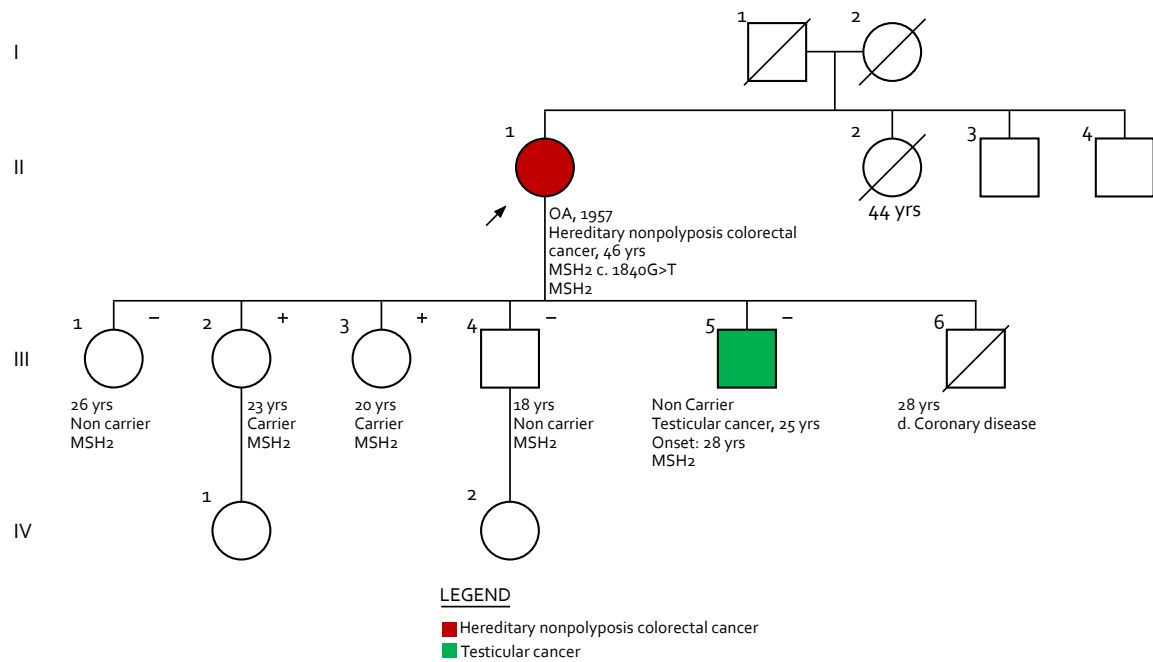 I
1
2
II
1
2
3
4
44 yrs
OA, 1957
Hereditary nonpolyposis colorectal
cancer, 46 yrs
MSH2 c. 1840G>T
MSH2
III
1
–
2
+
3
+
4
–
5
–
6
26 yrs
Non carrier
MSH2
23 yrs
Carrier
MSH2
20 yrs
Carrier
MSH2
18 yrs
Non carrier
MSH2
Non Carrier
Testicular cancer, 25 yrs
Onset: 28 yrs
MSH2
28 yrs
d. Coronary disease
IV
1
2
LEGEND
Hereditary nonpolyposis colorectal cancer
Testicular cancer